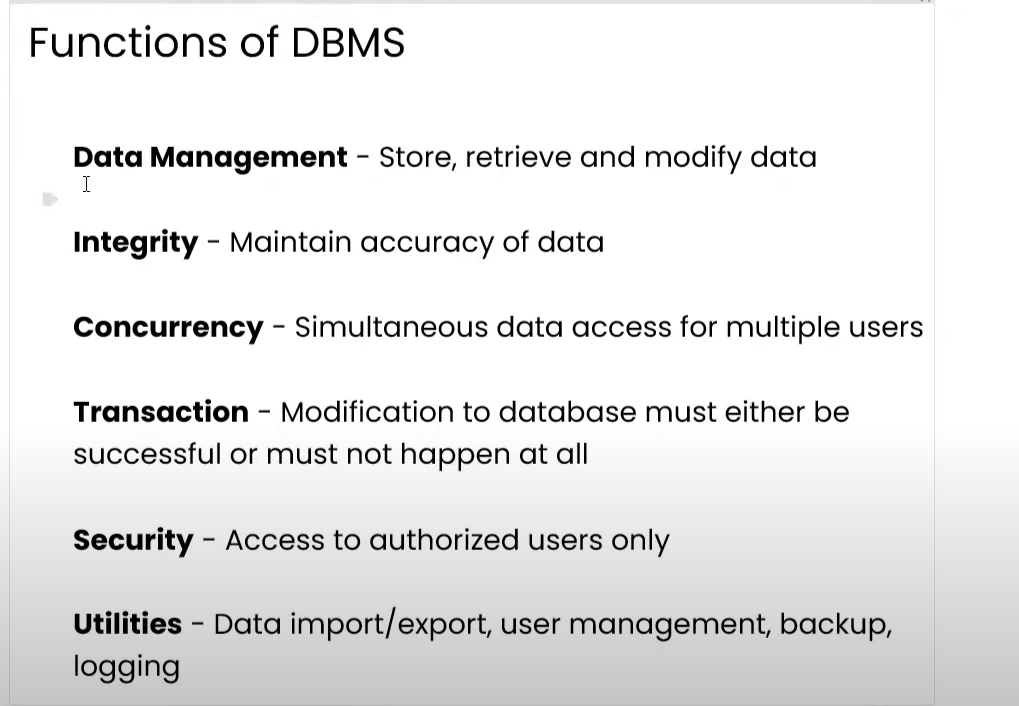 Functions of DBMS
Data Management - Store, retrieve and modify data
Integrity - Maintain accuracy of data
Concurrency - Simultaneous data access for multiple users
Transaction - Modification to database must either be
successful or must not happen at all
Security - Access to authorized users only
Utilities - Data import/export, user management, backup,
logging